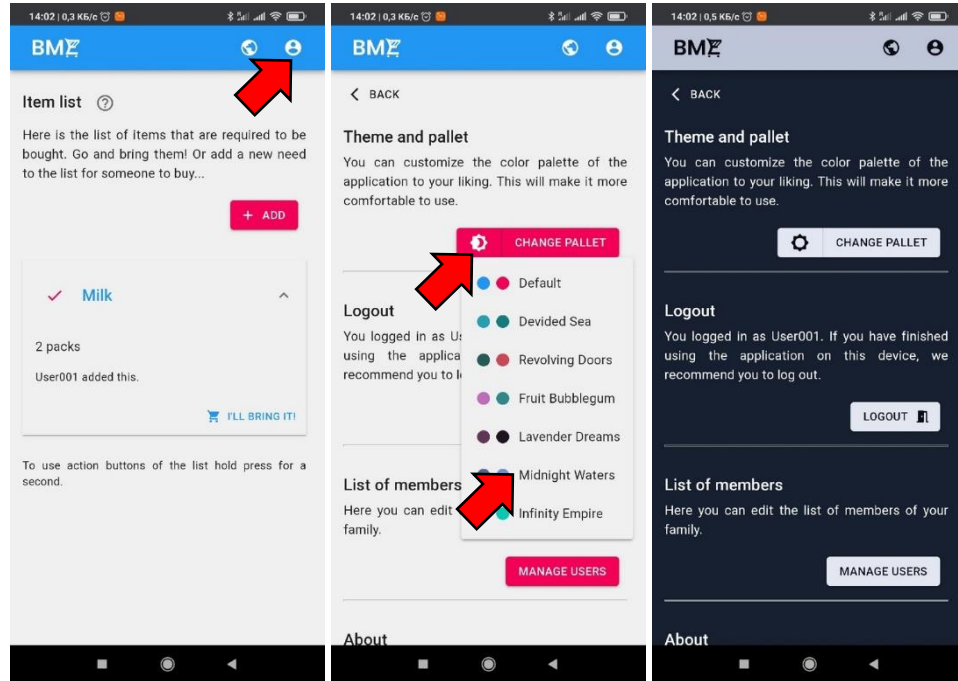 14:02 | 0,3 КБ/с
BME
Item list
Here is the list of items that are required to be
bought. Go and bring them! Or add a new need
to the list for someone to buy...
+ ADD
Milk
2 packs
User001 added this.
I'LL BRING IT!
To use action buttons of the list hold press for a
second.
14:02 | 0,3 КБ/с
BME
BACK
Theme and pallet
You can customize the color palette of the
application to your liking. This will make it more
comfortable to use.
CHANGE PALLET
Default
Devided Sea
Revolving Doors
Fruit Bubblegum
Lavender Dreams
Midnight Waters
Infinity Empire
Logout
You logged in as
using the
recommend you to
List of members
Here you can edit
family.
MANAGE USERS
About
14:02 | 0,5 КБ/с
BME
BACK
Theme and pallet
You can customize the color palette of the
application to your liking. This will make it more
comfortable to use.
CHANGE PALLET
Logout
You logged in as User001. If you have finished
using the application on this device, we
recommend you to log out.
LOGOUT
List of members
Here you can edit the list of members of your
family.
MANAGE USERS
About